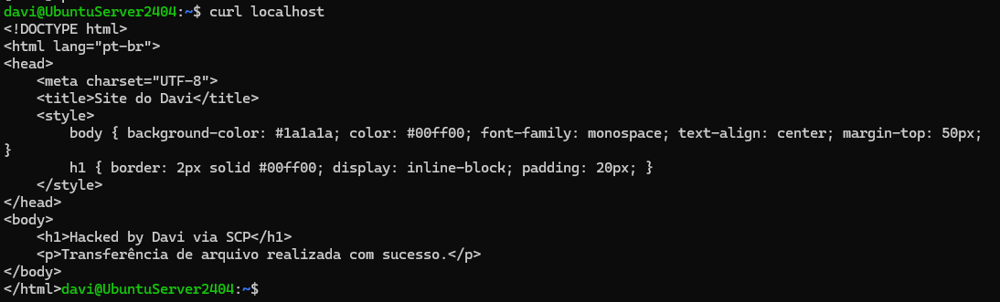 davi@UbuntuServer2404:~$ curl localhost
<!DOCTYPE html>
<html lang="pt-br">
<head>
    <meta charset="UTF-8">
    <title>Site do Davi</title>
    <style>
        body { background-color: #1a1a1a; color: #00ff00; font-family: monospace; text-align: center; margin-top: 50px;
}
        h1 { border: 2px solid #00ff00; display: inline-block; padding: 20px; }
    </style>
</head>
<body>
    <h1>Hacked by Davi via SCP</h1>
    <p>Transferência de arquivo realizada com sucesso.</p>
</body>
</html>davi@UbuntuServer2404:~$